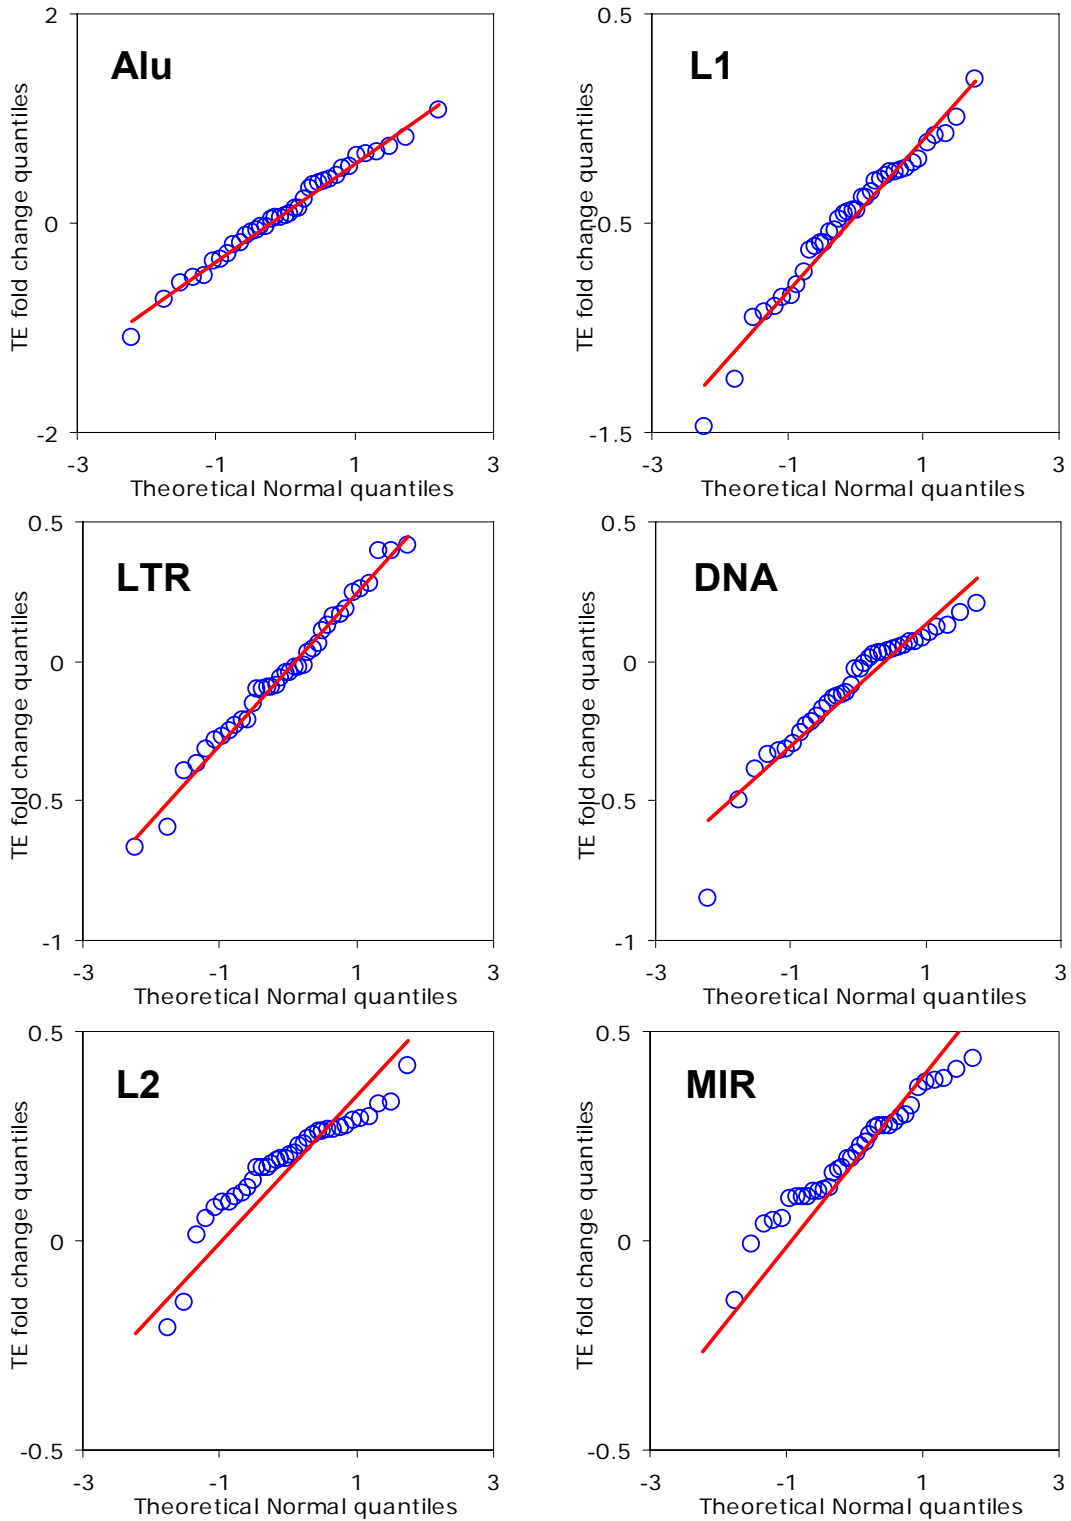 2
0.5
Alu
L1
TE fold change quantiles
0
TE fold change quantiles
-0.5
-2
-1.5
-3
-1
1
3
-3
-1
1
3
Theoretical Normal quantiles
Theoretical Normal quantiles
0.5
0.5
LTR
DNA
TE fold change quantiles
0
TE fold change quantiles
0
-0.5
-0.5
-1
-1
-3
-1
1
3
-3
-1
1
3
Theoretical Normal quantiles
Theoretical Normal quantiles
0.5
0.5
L2
MIR
TE fold change quantiles
0
TE fold change quantiles
0
-0.5
-0.5
-3
-1
1
3
-3
-1
1
3
Theoretical Normal quantiles
Theoretical Normal quantiles